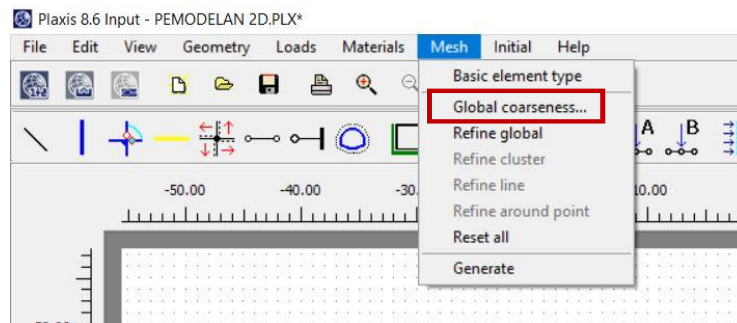 Plaxis 8.6 Input - PEMODELAN 2D.PLX*
File Edit View Geometry Loads Materials Mesh Initial Help
Basic element type
Global coarseness...
Refine global
Refine cluster
Refine line
Refine around point
Reset all
Generate
A B
-50.00 -40.00 10.00